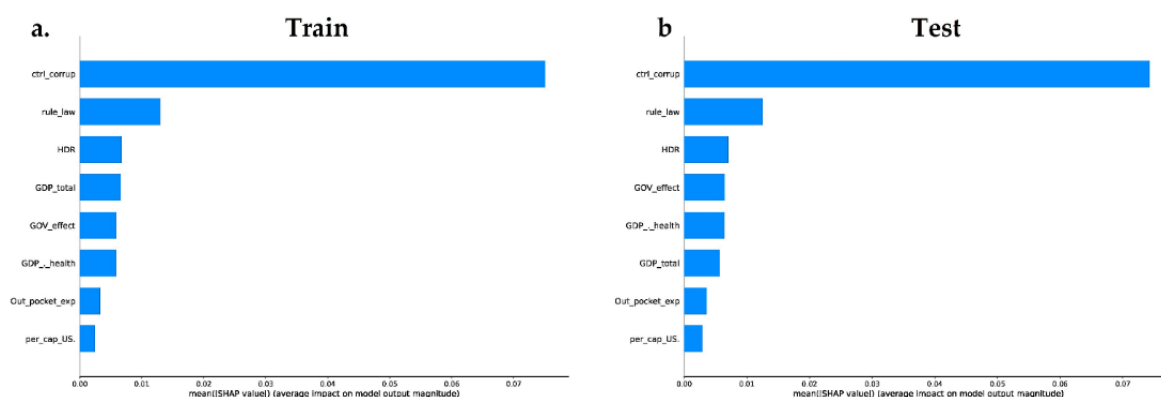 a. Train
ctrl_corrup
rule_law
HDR
GDP_total
GOV_effect
GDP_._health
Out_pocket_exp
per_cap_US.
0.00 0.01 0.02 0.03 0.04 0.05 0.06 0.07
mean(|SHAP value|) (average impact on model output magnitude)
b Test
ctrl_corrup
rule_law
HDR
GOV_effect
GDP_._health
GDP_total
Out_pocket_exp
per_cap_US.
0.00 0.01 0.02 0.03 0.04 0.05 0.06 0.07
mean(|SHAP value|) (average impact on model output magnitude)